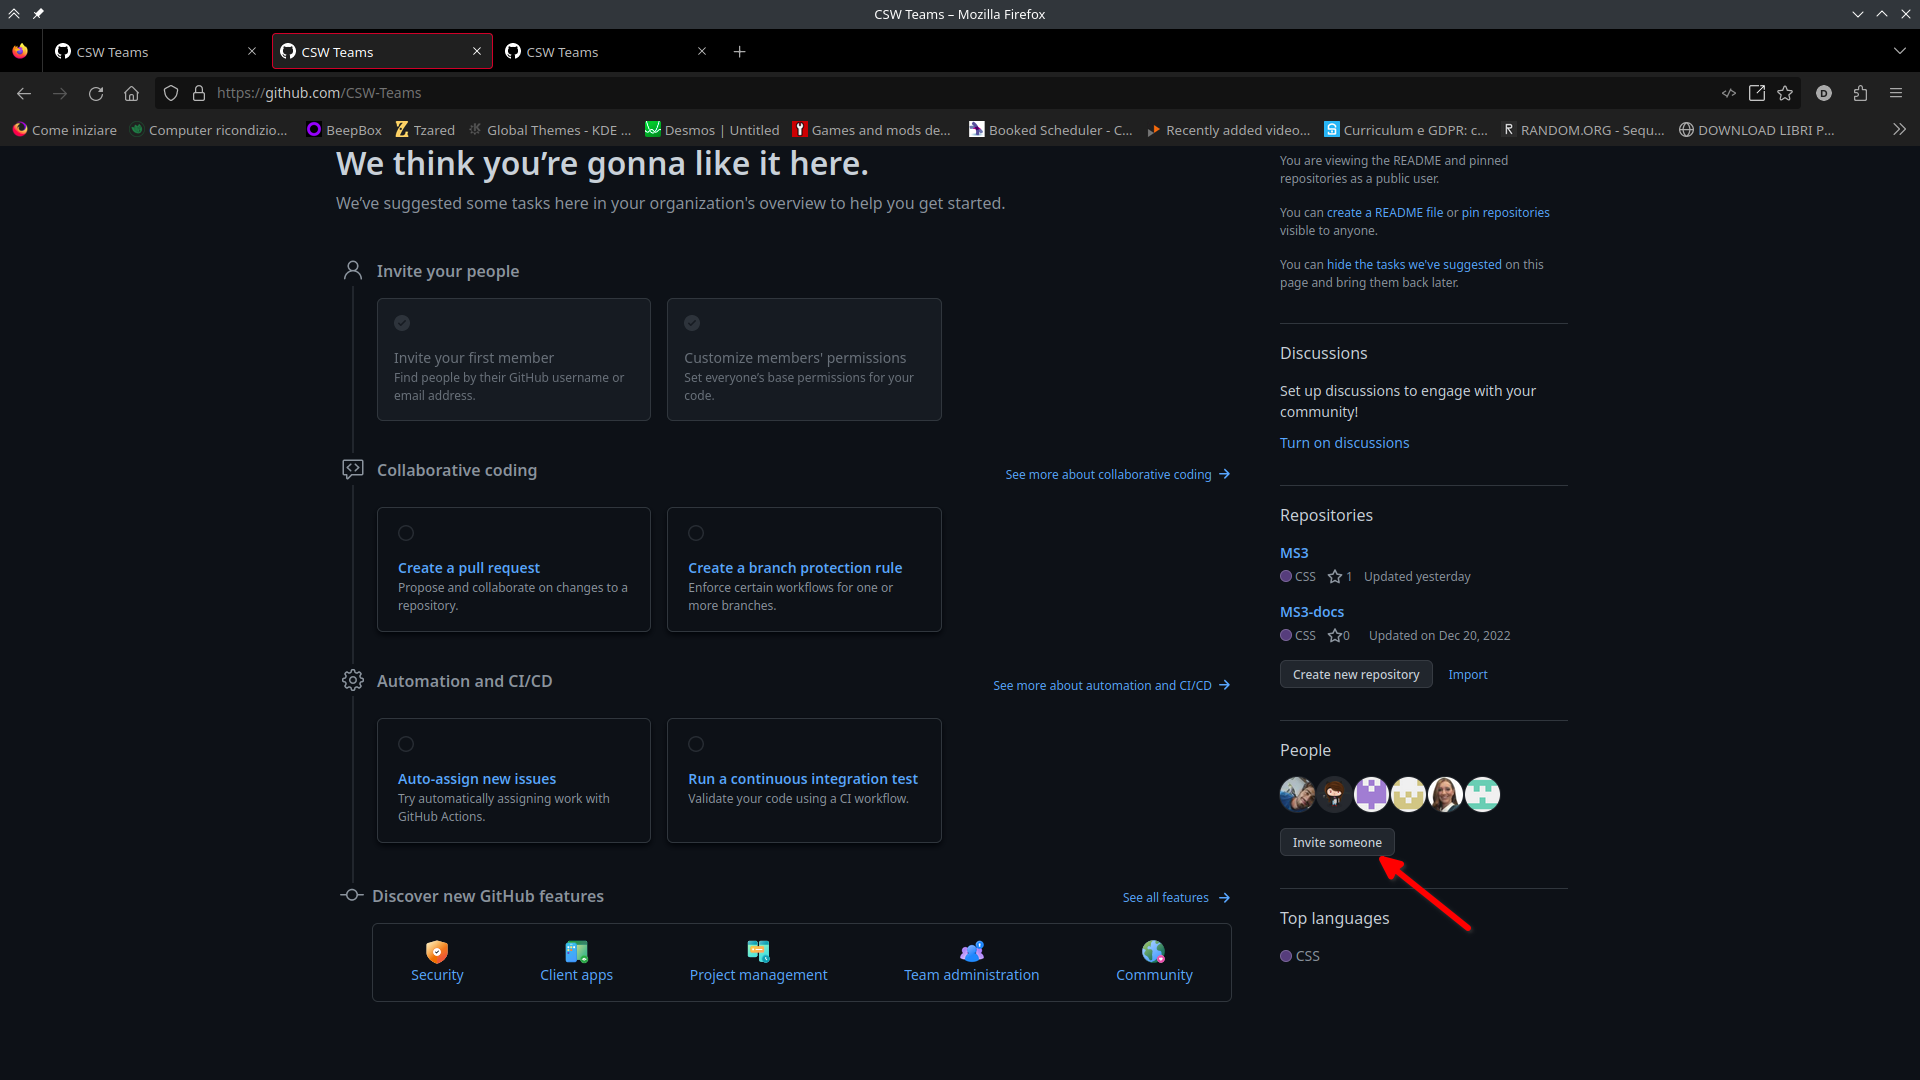 CSW Teams – Mozilla Firefox
CSW Teams
CSW Teams
CSW Teams
https://github.com/CSW-Teams
D
Come iniziare
Computer ricondizio...
BeepBox
Tzared
Global Themes - KDE ...
Desmos | Untitled
Games and mods de...
Booked Scheduler - C...
Recently added video...
Curriculum e GDPR: c...
R RANDOM.ORG - Sequ...
DOWNLOAD LIBRI P...
We think you’re gonna like it here.
We’ve suggested some tasks here in your organization's overview to help you get started.
Invite your people
Invite your first member
Find people by their GitHub username or
email address.
Customize members' permissions
Set everyone's base permissions for your
code.
Collaborative coding
See more about collaborative coding
Create a pull request
Propose and collaborate on changes to a
repository.
Create a branch protection rule
Enforce certain workflows for one or
more branches.
Automation and CI/CD
See more about automation and CI/CD
Auto-assign new issues
Try automatically assigning work with
GitHub Actions.
Run a continuous integration test
Validate your code using a CI workflow.
Discover new GitHub features
See all features
Security
Client apps
Project management
Team administration
Community
You are viewing the README and pinned
repositories as a public user.
You can create a README file or pin repositories
visible to anyone.
You can hide the tasks we've suggested on this
page and bring them back later.
Discussions
Set up discussions to engage with your
community!
Turn on discussions
Repositories
MS3
CSS 1 Updated yesterday
MS3-docs
CSS 0 Updated on Dec 20, 2022
Create new repository
Import
People
Invite someone
Top languages
CSS